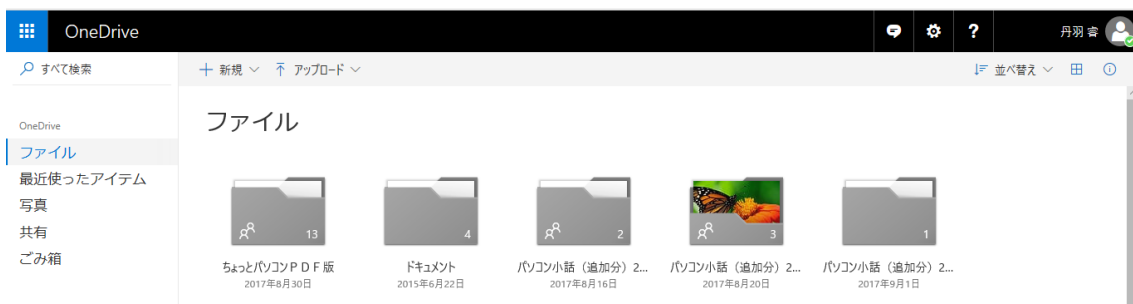 OneDrive
?
丹羽 睿
すべて検索
+ 新規
アップロード
並べ替え
OneDrive
ファイル
最近使ったアイテム
写真
共有
ごみ箱
ファイル
13
4
2
3
1
ちょっとパソコンＰＤＦ版
ドキュメント
パソコン小話（追加分）2...
パソコン小話（追加分）2...
パソコン小話（追加分）2...
2017年8月30日
2015年6月22日
2017年8月16日
2017年8月20日
2017年9月1日